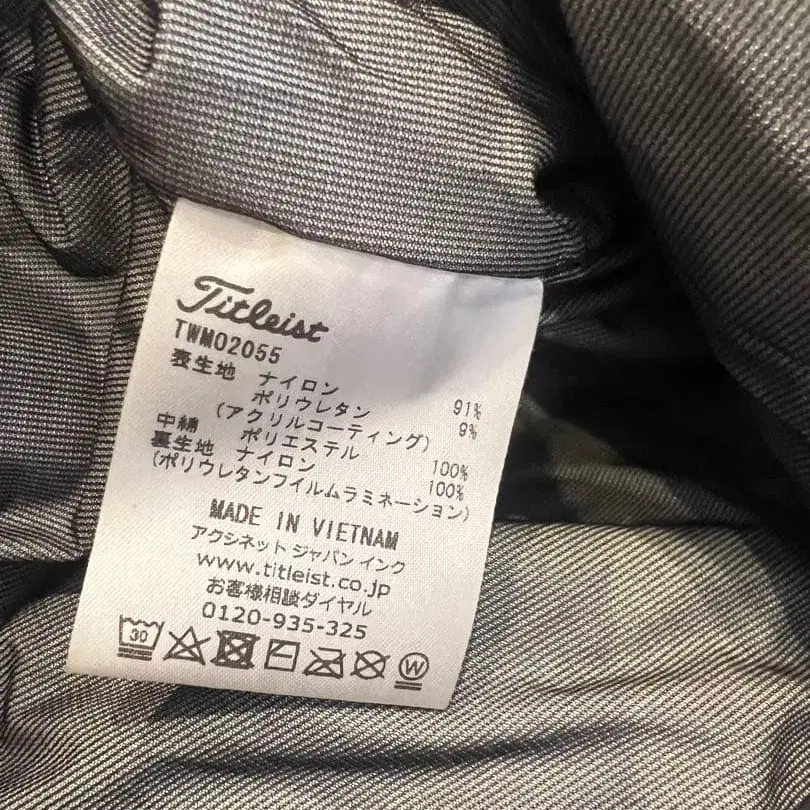 Titleist
TWM02055
表生地 ナイロン 91%
ポリウレタン 9%
(アクリルコーティング)
中綿 ポリエステル 100%
裏生地 ナイロン 100%
(ポリウレタンフイルムラミネーション)
MADE IN VIETNAM
アクシネット ジャパン インク
www.titleist.co.jp
お客様相談ダイヤル
0120-935-325
30 W